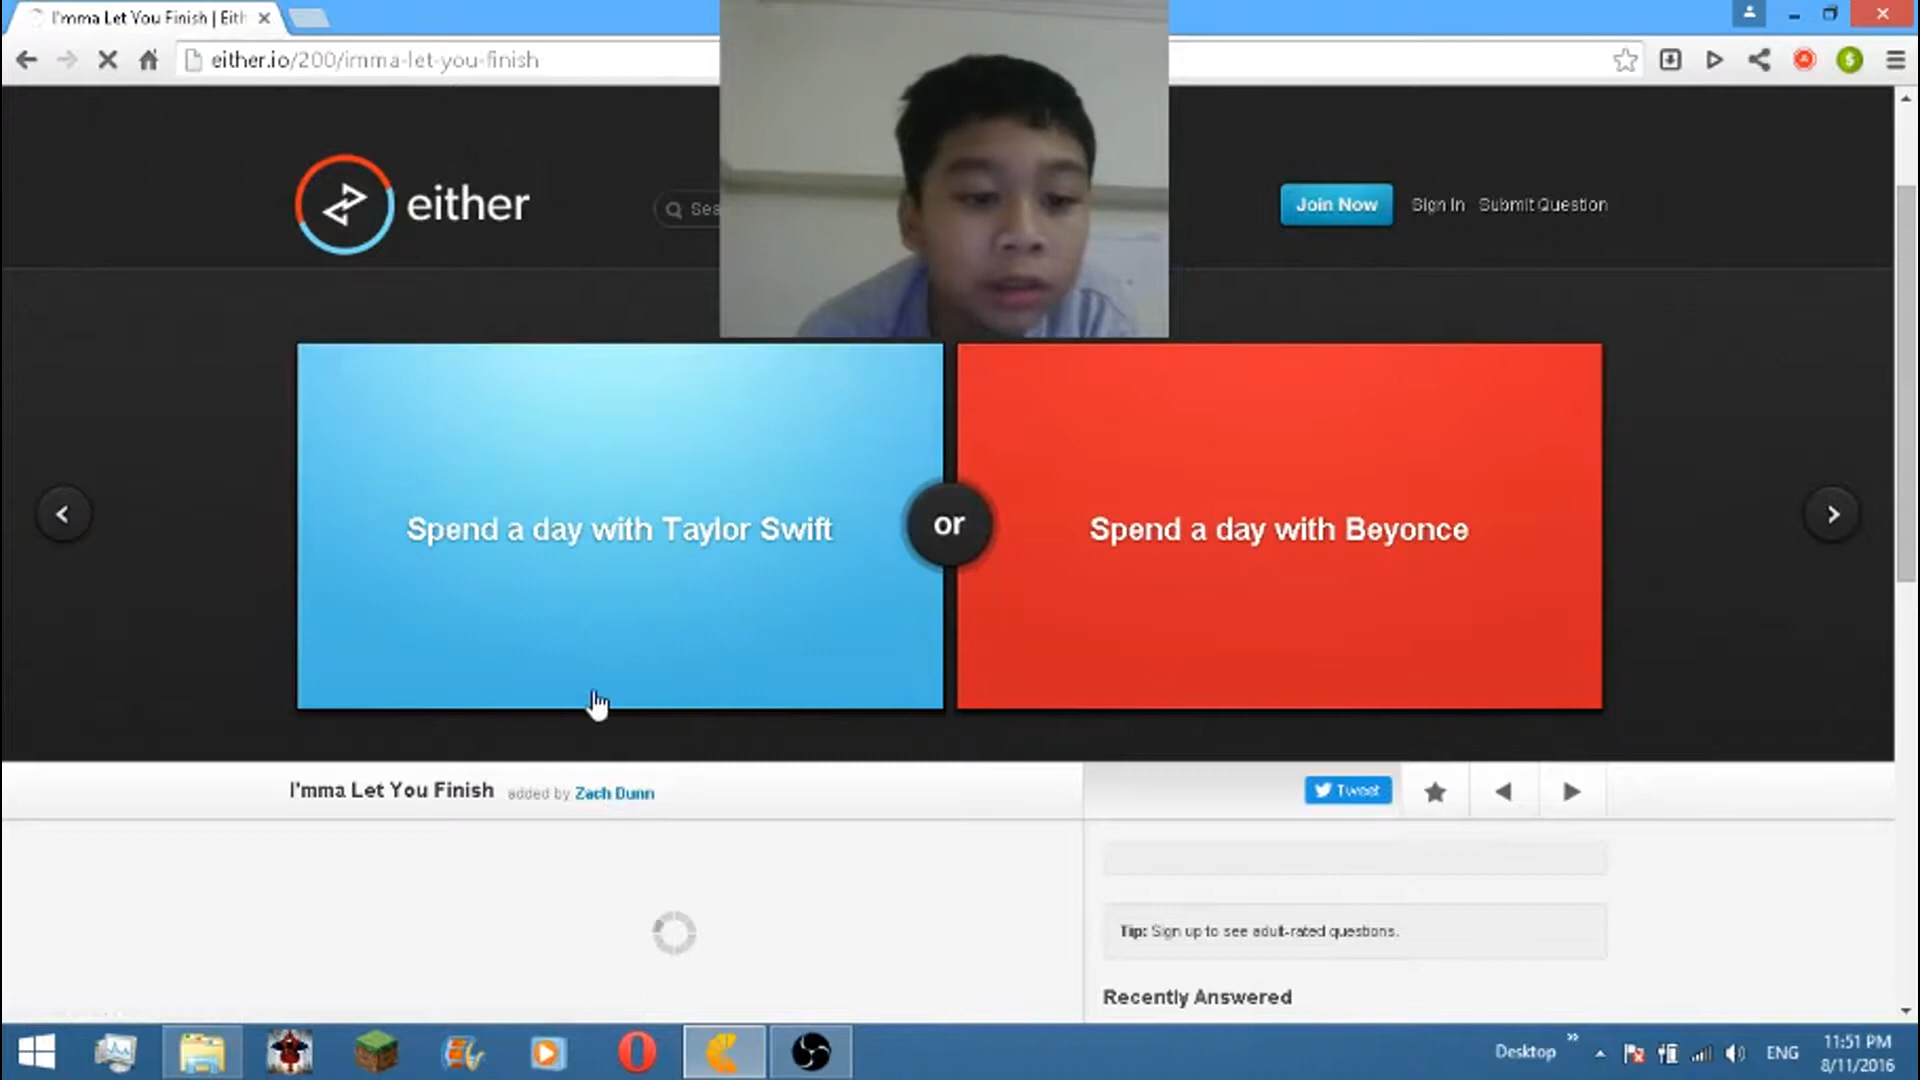 I'mma Let You Finish | Eith
either.io/200/imma-let-you-finish
either
Sea
Join Now
Sign In
Submit Question
Spend a day with Taylor Swift
or
Spend a day with Beyonce
I'mma Let You Finish added by Zach Dunn
Tweet
Tip: Sign up to see adult-rated questions.
Recently Answered
Desktop
ENG
11:51 PM
8/11/2016